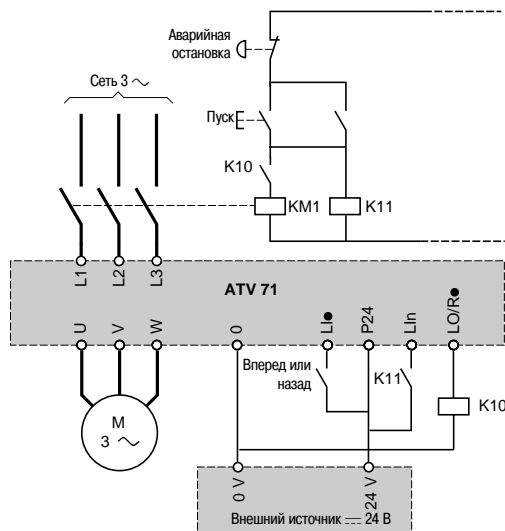 Аварийная
остановка
Сеть 3 ~
Пуск
K10
KM1
K11
L1
L2
L3
ATV 71
U
V
W
0
LI●
P24
LIn
LO/R●
Вперед или
назад
K11
K10
M
3 ~
0 V
24 V
Внешний источник ⎓ 24 В